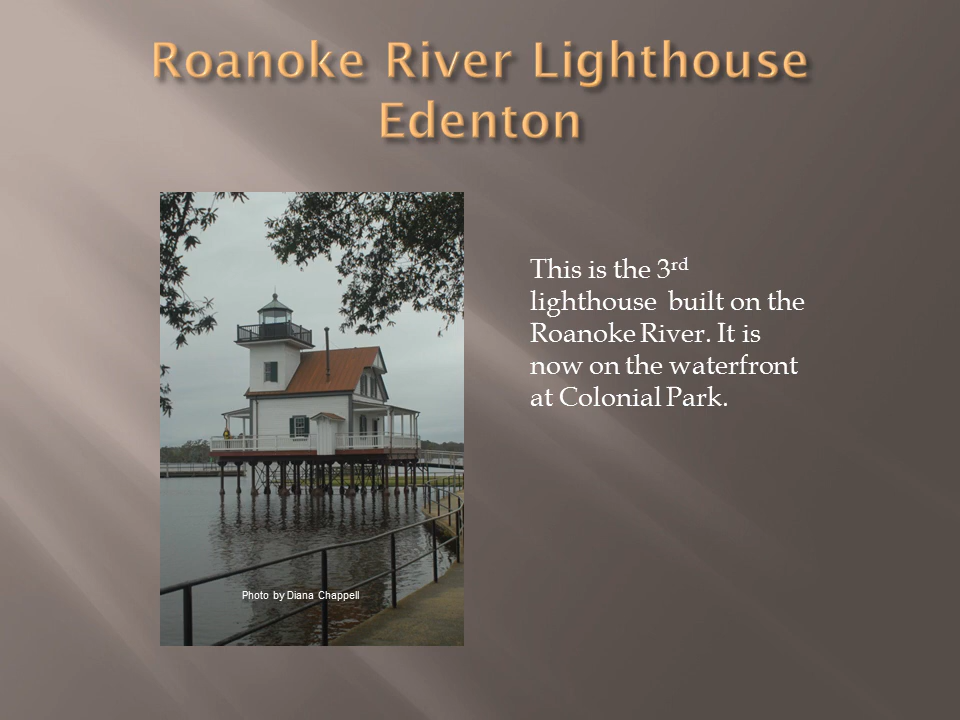 Roanoke River Lighthouse
Edenton
This is the 3rd
lighthouse  built on the
Roanoke River. It is
now on the waterfront
at Colonial Park.
Photo by Diana Chappell